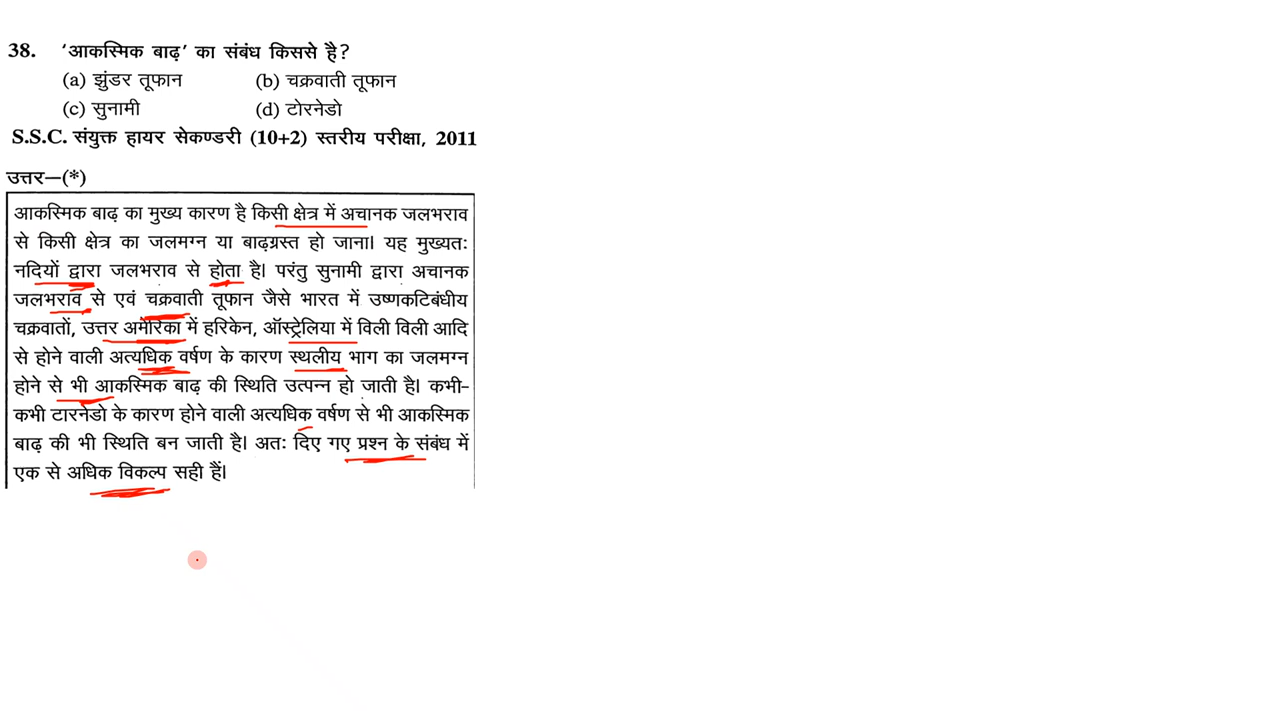 38. 'आकस्मिक बाढ़' का संबंध किससे है?
(a) झुंडर तूफान (b) चक्रवाती तूफान
(c) सुनामी (d) टोरनेडो
S.S.C. संयुक्त हायर सेकण्डरी (10+2) स्तरीय परीक्षा, 2011
उत्तर—(*)
आकस्मिक बाढ़ का मुख्य कारण है किसी क्षेत्र में अचानक जलभराव
से किसी क्षेत्र का जलमग्न या बाढ़ग्रस्त हो जाना। यह मुख्यतः
नदियों द्वारा जलभराव से होता है। परंतु सुनामी द्वारा अचानक
जलभराव से एवं चक्रवाती तूफान जैसे भारत में उष्णकटिबंधीय
चक्रवातों, उत्तर अमेरिका में हरिकेन, ऑस्ट्रेलिया में विली विली आदि
से होने वाली अत्यधिक वर्षण के कारण स्थलीय भाग का जलमग्न
होने से भी आकस्मिक बाढ़ की स्थिति उत्पन्न हो जाती है। कभी-
कभी टारनेडो के कारण होने वाली अत्यधिक वर्षण से भी आकस्मिक
बाढ़ की भी स्थिति बन जाती है। अतः दिए गए प्रश्न के संबंध में
एक से अधिक विकल्प सही हैं।